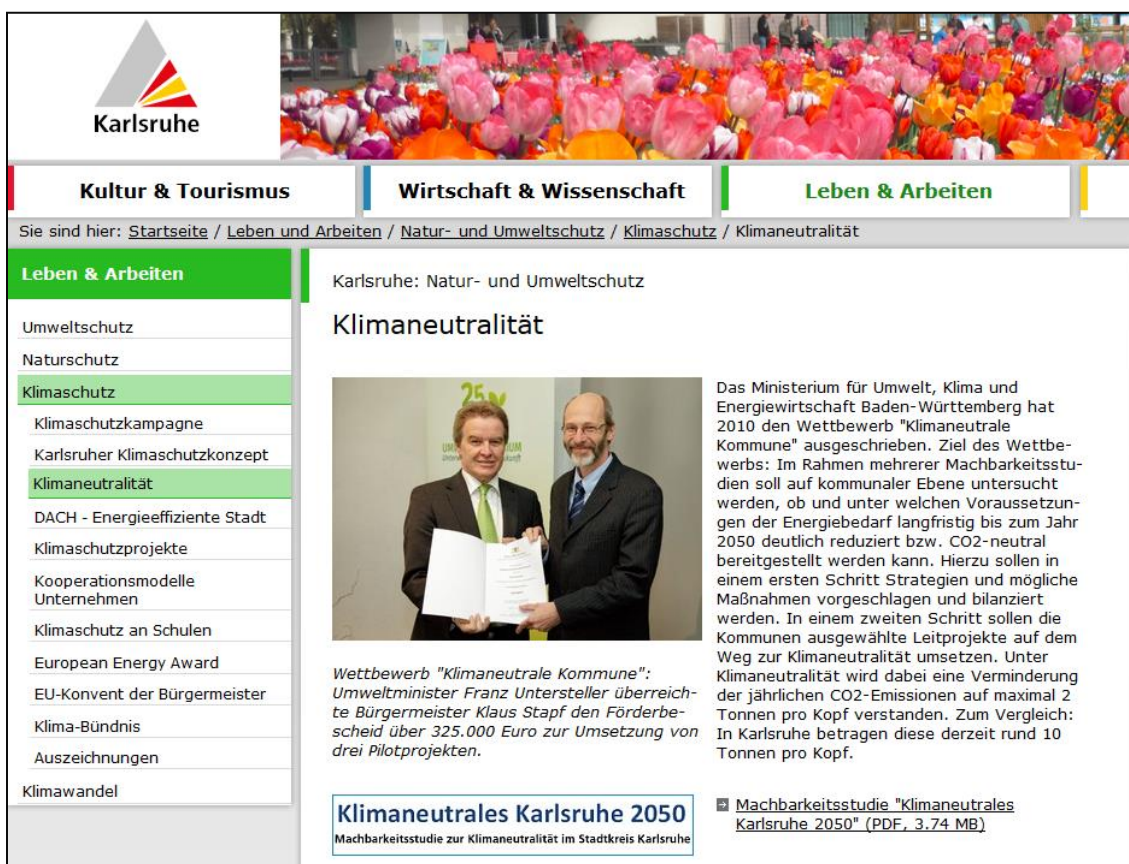 Karlsruhe
Kultur & Tourismus
Wirtschaft & Wissenschaft
Leben & Arbeiten
Sie sind hier: Startseite / Leben und Arbeiten / Natur- und Umweltschutz / Klimaschutz / Klimaneutralität
Leben & Arbeiten
Umweltschutz
Naturschutz
Klimaschutz
Klimaschutzkampagne
Karlsruher Klimaschutzkonzept
Klimaneutralität
DACH - Energieeffiziente Stadt
Klimaschutzprojekte
Kooperationsmodelle
Unternehmen
Klimaschutz an Schulen
European Energy Award
EU-Konvent der Bürgermeister
Klima-Bündnis
Auszeichnungen
Klimawandel
Karlsruhe: Natur- und Umweltschutz
Klimaneutralität
25
Wettbewerb "Klimaneutrale Kommune":
Umweltminister Franz Untersteller überreich-
te Bürgermeister Klaus Stapf den Förderbe-
scheid über 325.000 Euro zur Umsetzung von
drei Pilotprojekten.
Klimaneutrales Karlsruhe 2050
Machbarkeitsstudie zur Klimaneutralität im Stadtkreis Karlsruhe
Das Ministerium für Umwelt, Klima und
Energiewirtschaft Baden-Württemberg hat
2010 den Wettbewerb "Klimaneutrale
Kommune" ausgeschrieben. Ziel des Wettbe-
werbs: Im Rahmen mehrerer Machbarkeitsstu-
dien soll auf kommunaler Ebene untersucht
werden, ob und unter welchen Voraussetzun-
gen der Energiebedarf langfristig bis zum Jahr
2050 deutlich reduziert bzw. CO2-neutral
bereitgestellt werden kann. Hierzu sollen in
einem ersten Schritt Strategien und mögliche
Maßnahmen vorgeschlagen und bilanziert
werden. In einem zweiten Schritt sollen die
Kommunen ausgewählte Leitprojekte auf dem
Weg zur Klimaneutralität umsetzen. Unter
Klimaneutralität wird dabei eine Verminderung
der jährlichen CO2-Emissionen auf maximal 2
Tonnen pro Kopf verstanden. Zum Vergleich:
In Karlsruhe betragen diese derzeit rund 10
Tonnen pro Kopf.
Machbarkeitsstudie "Klimaneutrales
Karlsruhe 2050" (PDF, 3.74 MB)